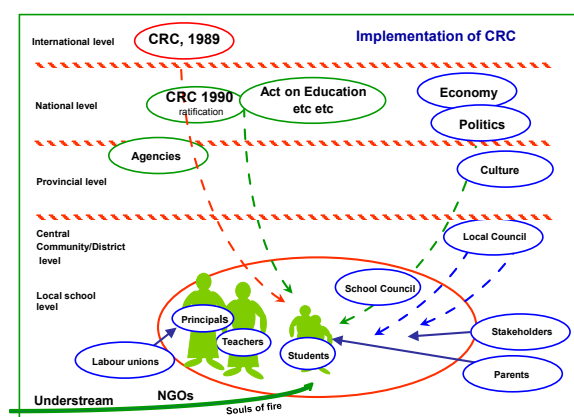 Implementation of CRC
International level
CRC, 1989
National level
CRC 1990
ratification
Act on Education
etc etc
Economy
Politics
Agencies
Provincial level
Culture
Central
Community/District
level
Local Council
Local school
level
School Council
Principals
Teachers
Students
Stakeholders
Labour unions
Parents
Understream
NGOs
Souls of fire